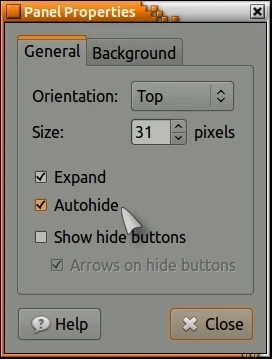 Panel Properties
General Background
Orientation: Top
Size: 31 pixels
Expand
Autohide
Show hide buttons
Arrows on hide buttons
Help Close